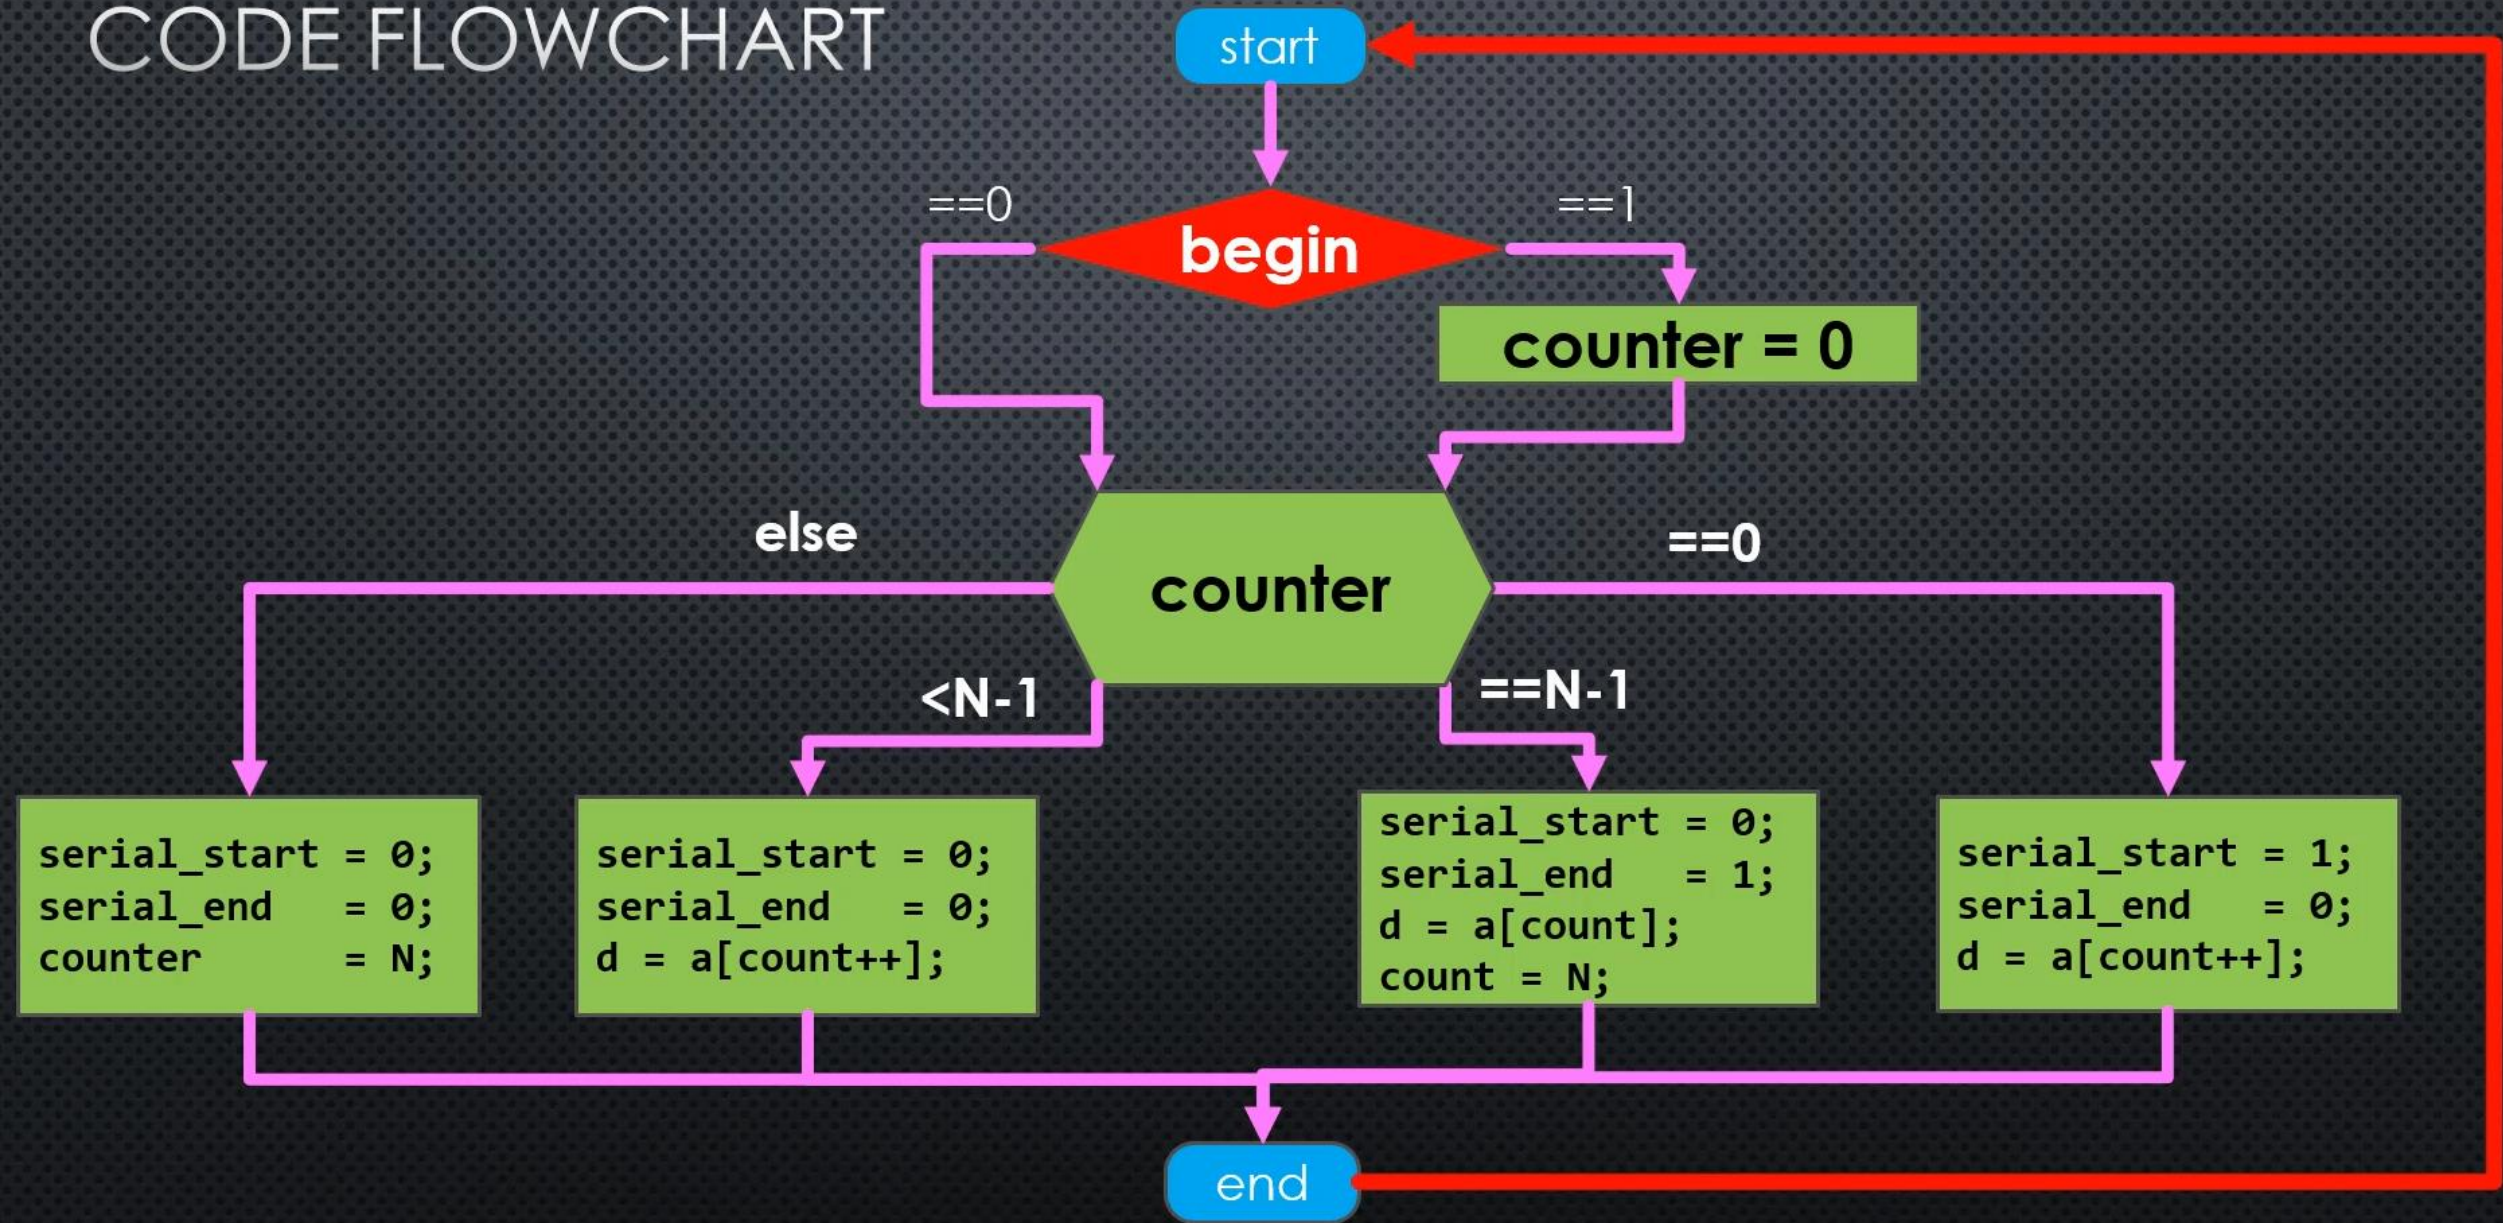 CODE FLOWCHART
start
==0
==1
begin
counter = 0
else
==0
counter
<N-1
==N-1
serial_start = 0;
serial_end   = 0;
counter      = N;
serial_start = 0;
serial_end   = 0;
d = a[count++];
serial_start = 0;
serial_end   = 1;
d = a[count];
count = N;
serial_start = 1;
serial_end   = 0;
d = a[count++];
end